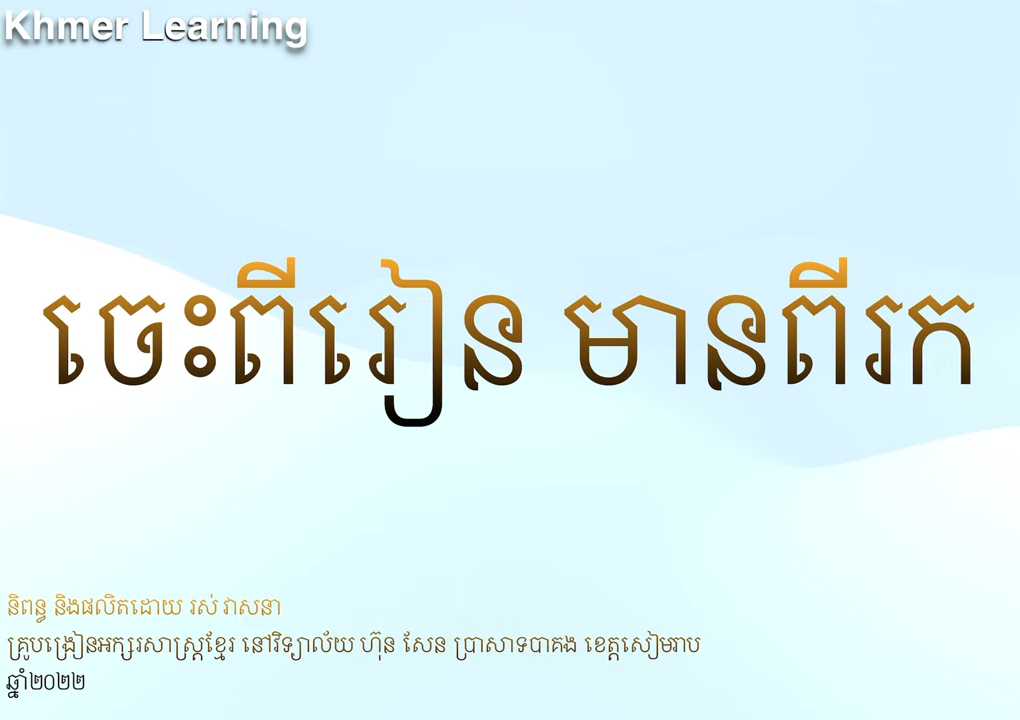 Khmer Learning
ចេះពីរៀន មានពីរក
និពន្ធ និងផលិតដោយ រស់ វាសនា
គ្រូបង្រៀនអក្សរសាស្ត្រខ្មែរ នៅវិទ្យាល័យ ហ៊ុន សែន ប្រាសាទបាគង ខេត្តសៀមរាប
ឆ្នាំ២០២២